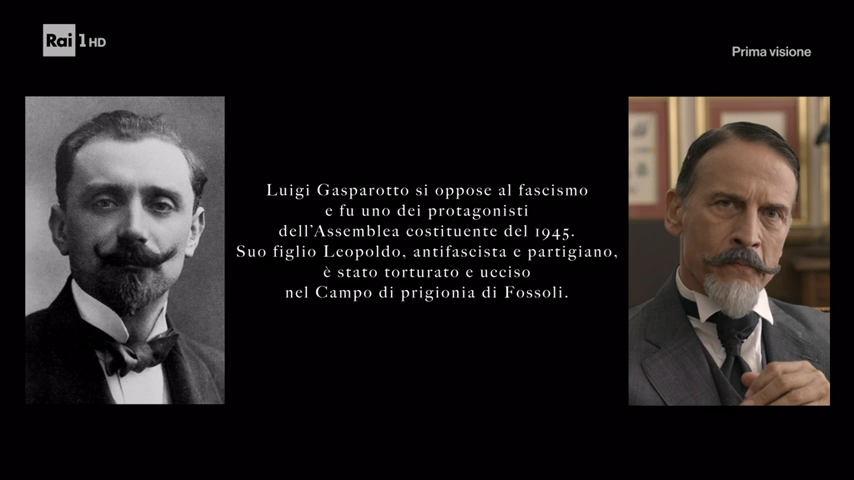 Rai 1 HD
Prima visione
Luigi Gasparotto si oppose al fascismo
e fu uno dei protagonisti
dell'Assemblea costituente del 1945.
Suo figlio Leopoldo, antifascista e partigiano,
è stato torturato e ucciso
nel Campo di prigionia di Fossoli.